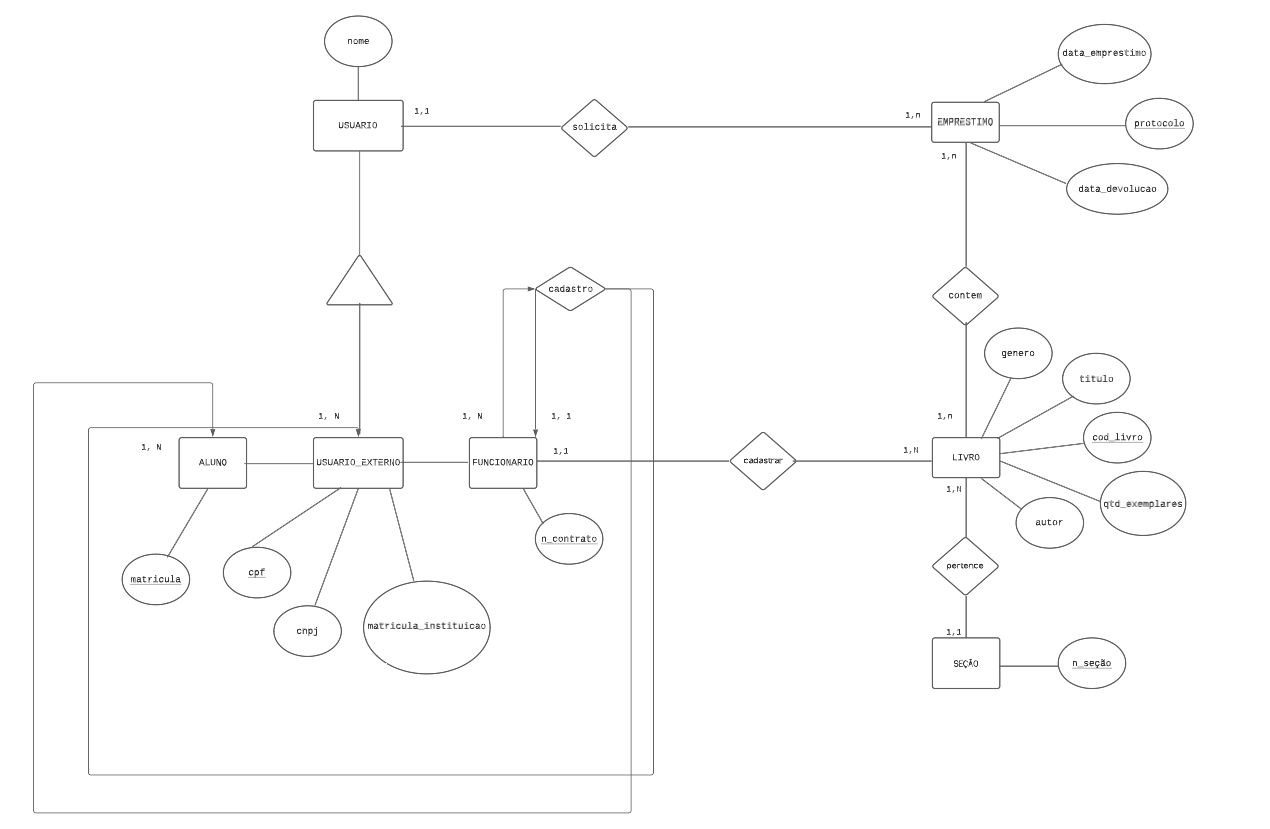 nome
data_emprestimo
1,1
1,n
USUARIO
solicita
EMPRESTIMO
protocolo
1,n
data_devolucao
cadastro
contem
genero
titulo
1, N
1, N
1, 1
1,n
cod_livro
1, N
1,1
1,N
ALUNO
USUARIO_EXTERNO
FUNCIONARIO
cadastrar
LIVRO
1,N
qtd_exemplares
autor
n_contrato
matricula
cpf
pertence
cnpj
matricula_instituicao
1,1
SEÇÃO
n_seção